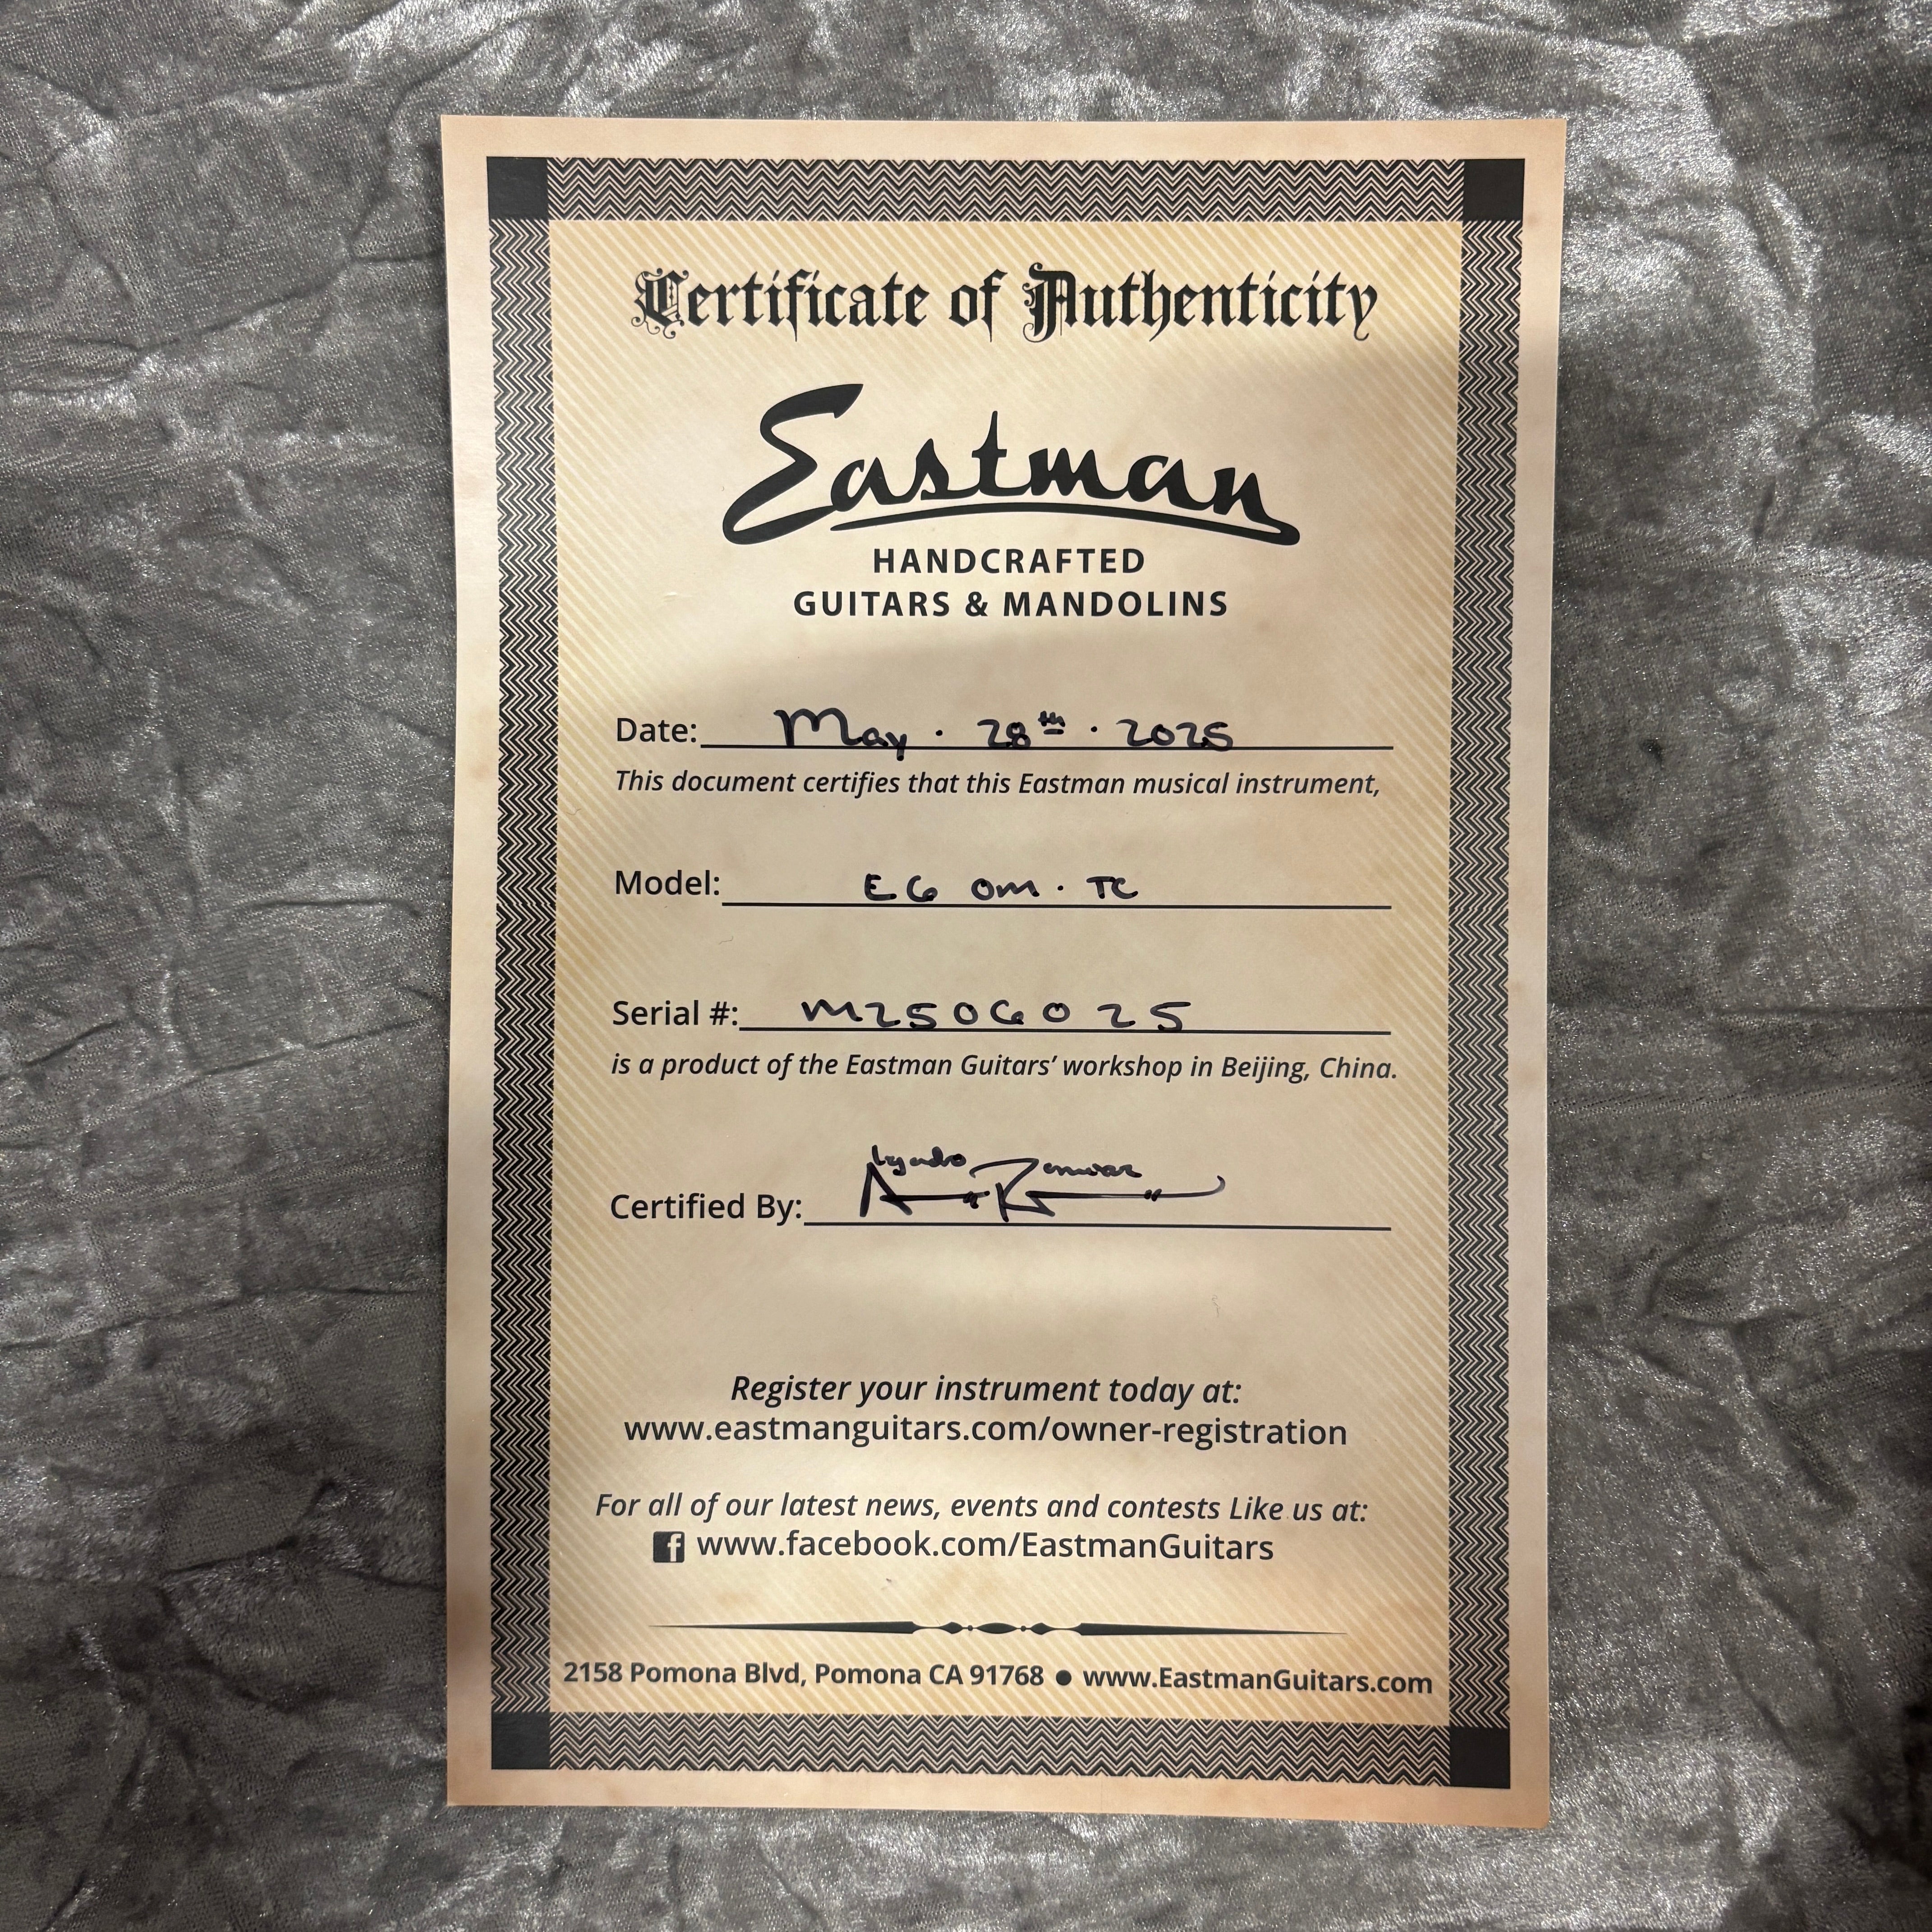 Certificate of Authenticity
Eastman
HANDCRAFTED
GUITARS & MANDOLINS
Date: May · 28th · 2025
This document certifies that this Eastman musical instrument,
Model: E6 OM · TC
Serial #: M2506025
is a product of the Eastman Guitars’ workshop in Beijing, China.
Certified By:
Register your instrument today at:
www.eastmanguitars.com/owner-registration
For all of our latest news, events and contests Like us at:
f www.facebook.com/EastmanGuitars
2158 Pomona Blvd, Pomona CA 91768 ● www.EastmanGuitars.com